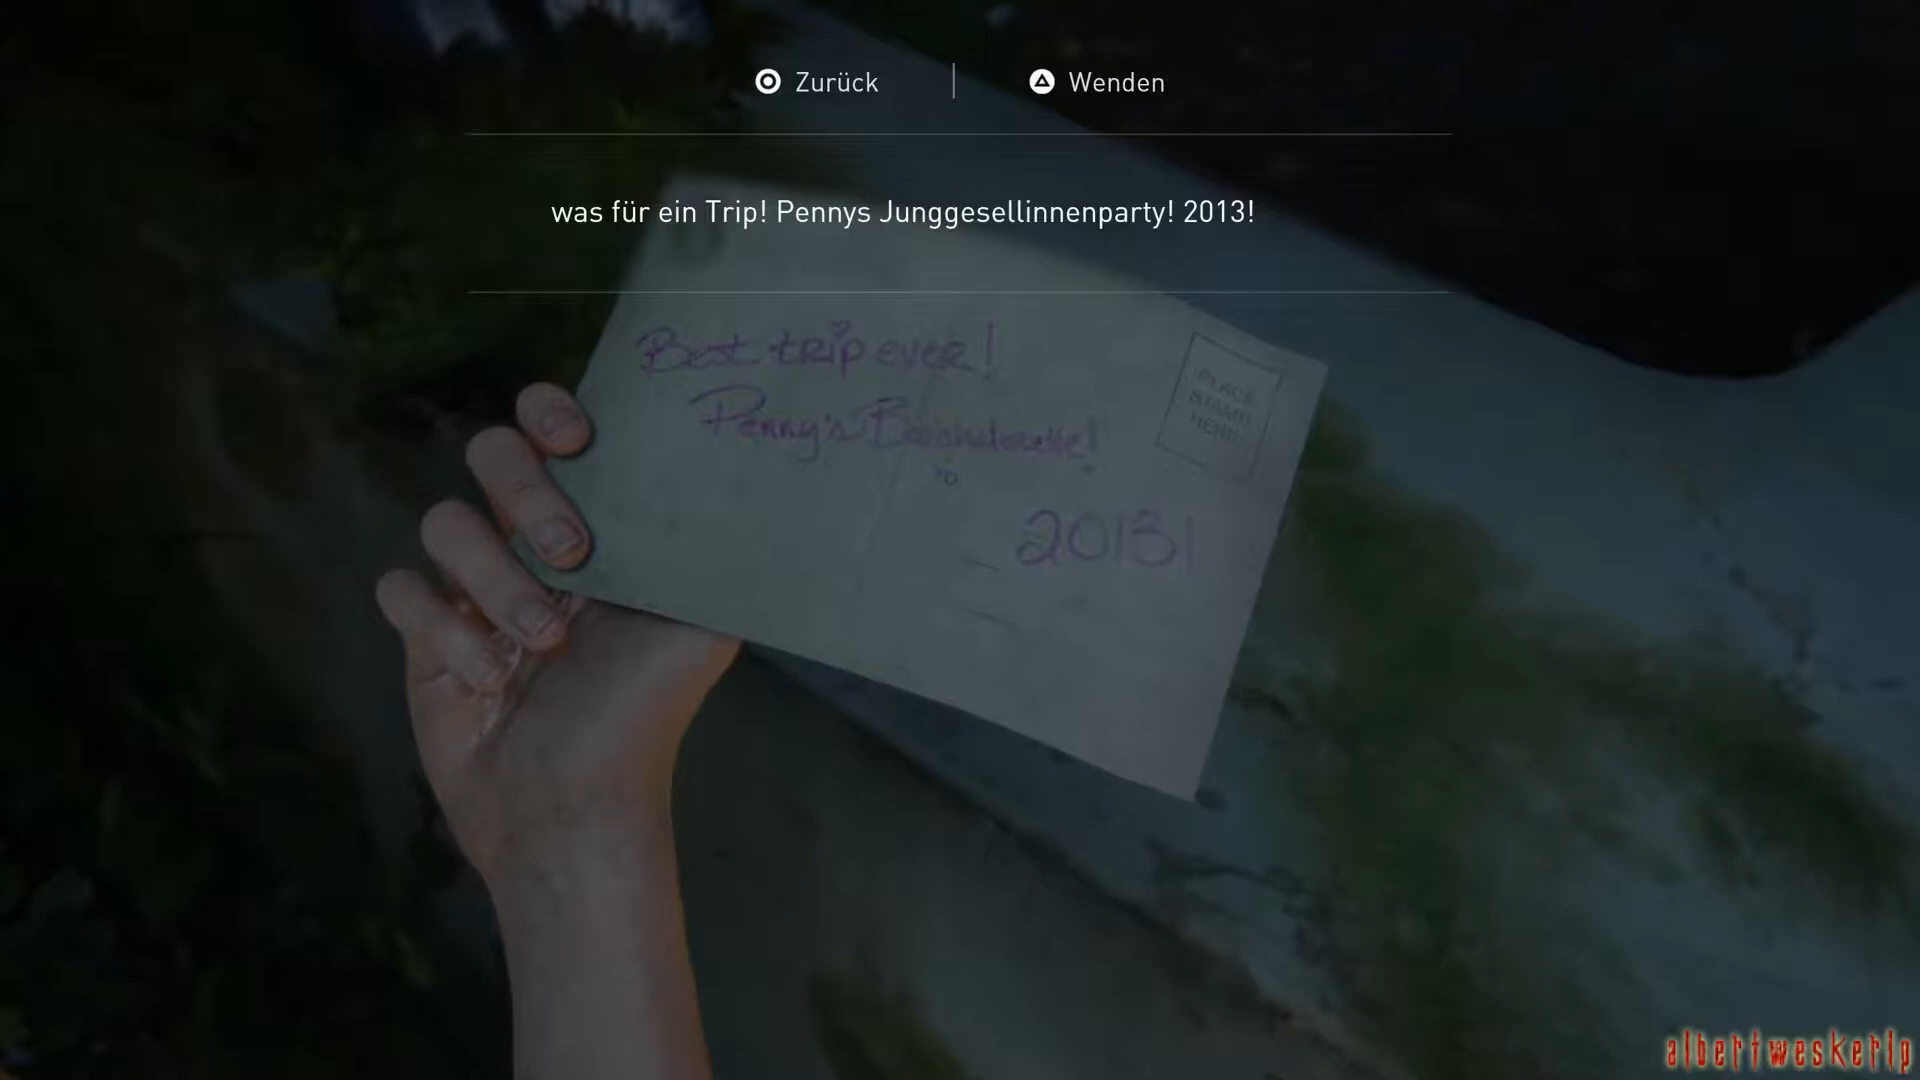 Zurück
Wenden
was für ein Trip! Pennys Junggesellinnenparty! 2013!
Best trip ever!
Penny's Bachelorette!
PLACE
STAMP
HERE
TO
2013!
albertweskerlp